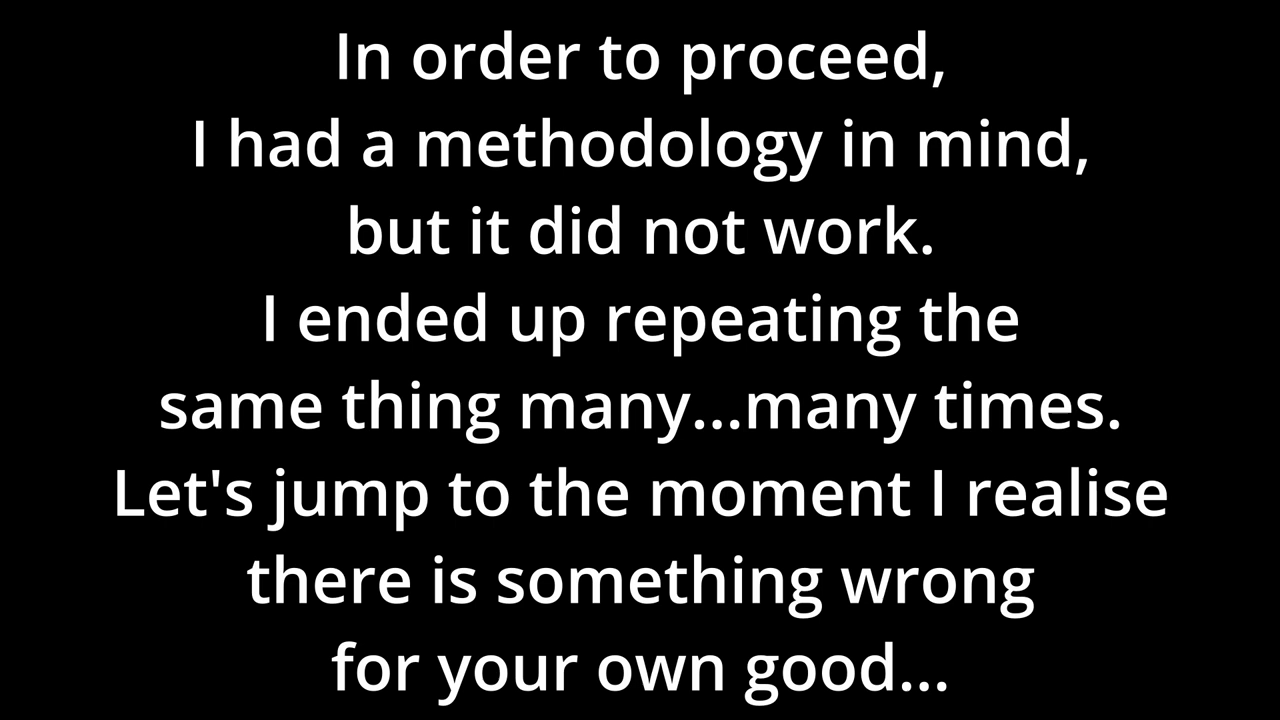 In order to proceed,
I had a methodology in mind,
but it did not work.
I ended up repeating the
same thing many...many times.
Let's jump to the moment I realise
there is something wrong
for your own good...